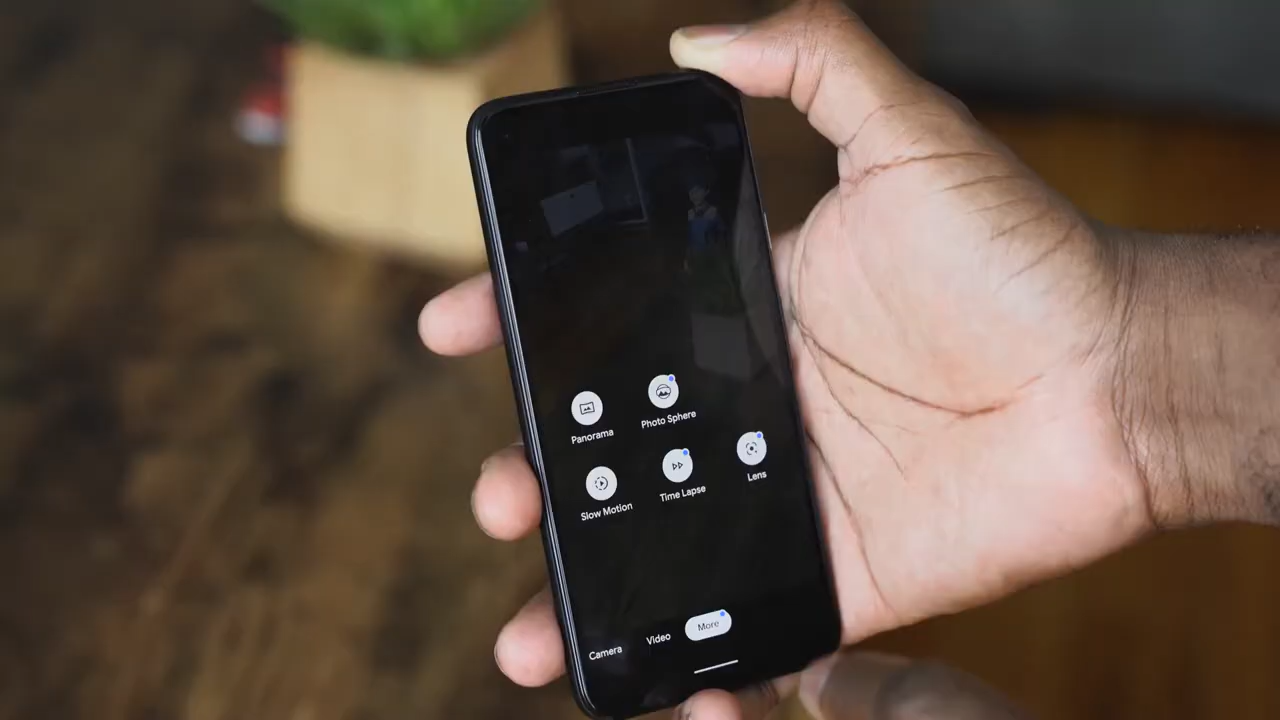 Panorama
Photo Sphere
Slow Motion
Time Lapse
Lens
Camera
Video
More